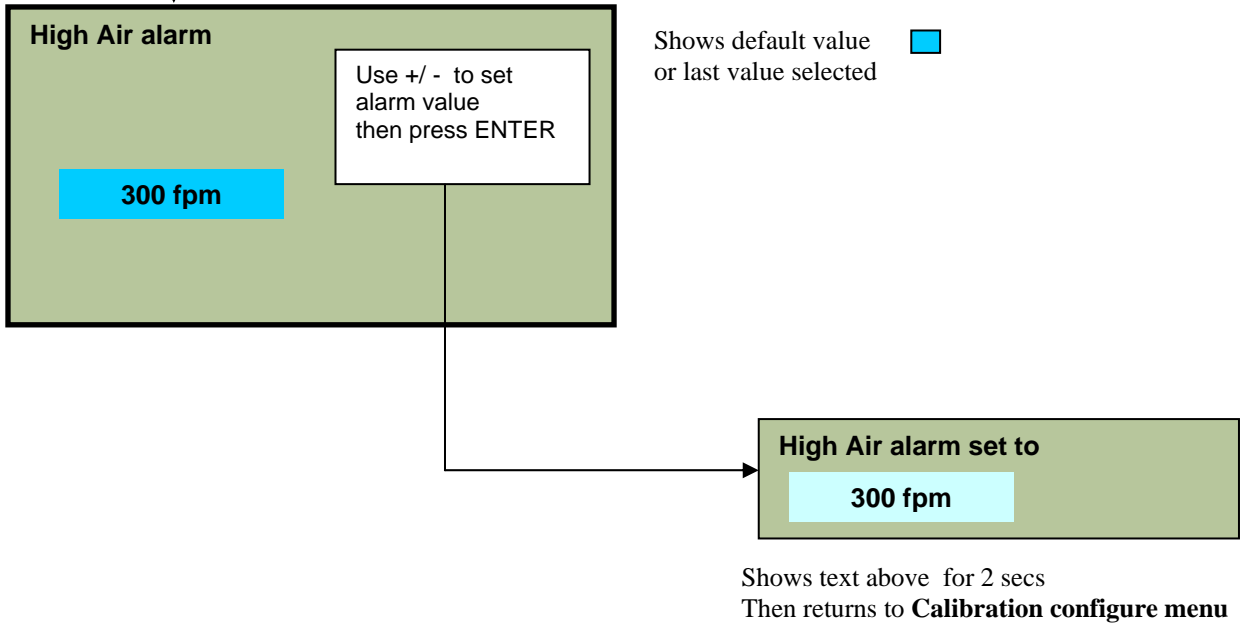 High Air alarm
Use +/ -  to set
alarm value
then press ENTER
300 fpm
Shows default value
or last value selected
High Air alarm set to
300 fpm
Shows text above  for 2 secs
Then returns to Calibration configure menu